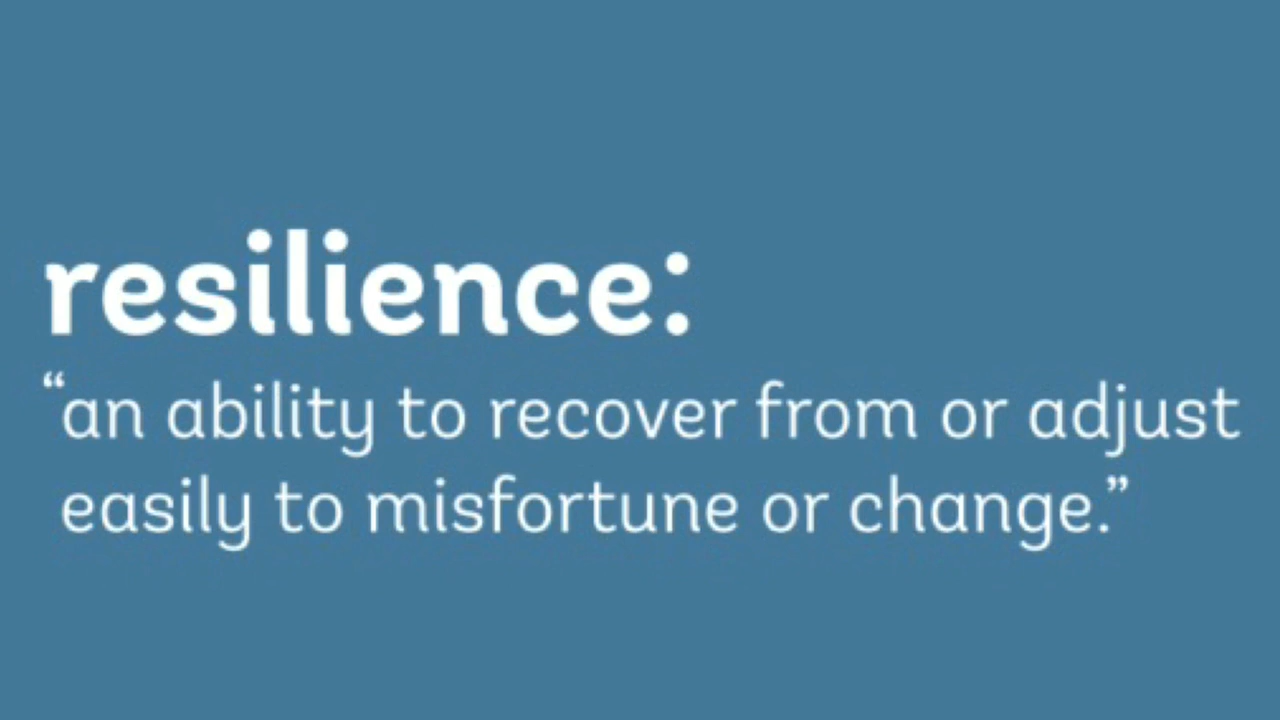 resilience:
“an ability to recover from or adjust
easily to misfortune or change.”